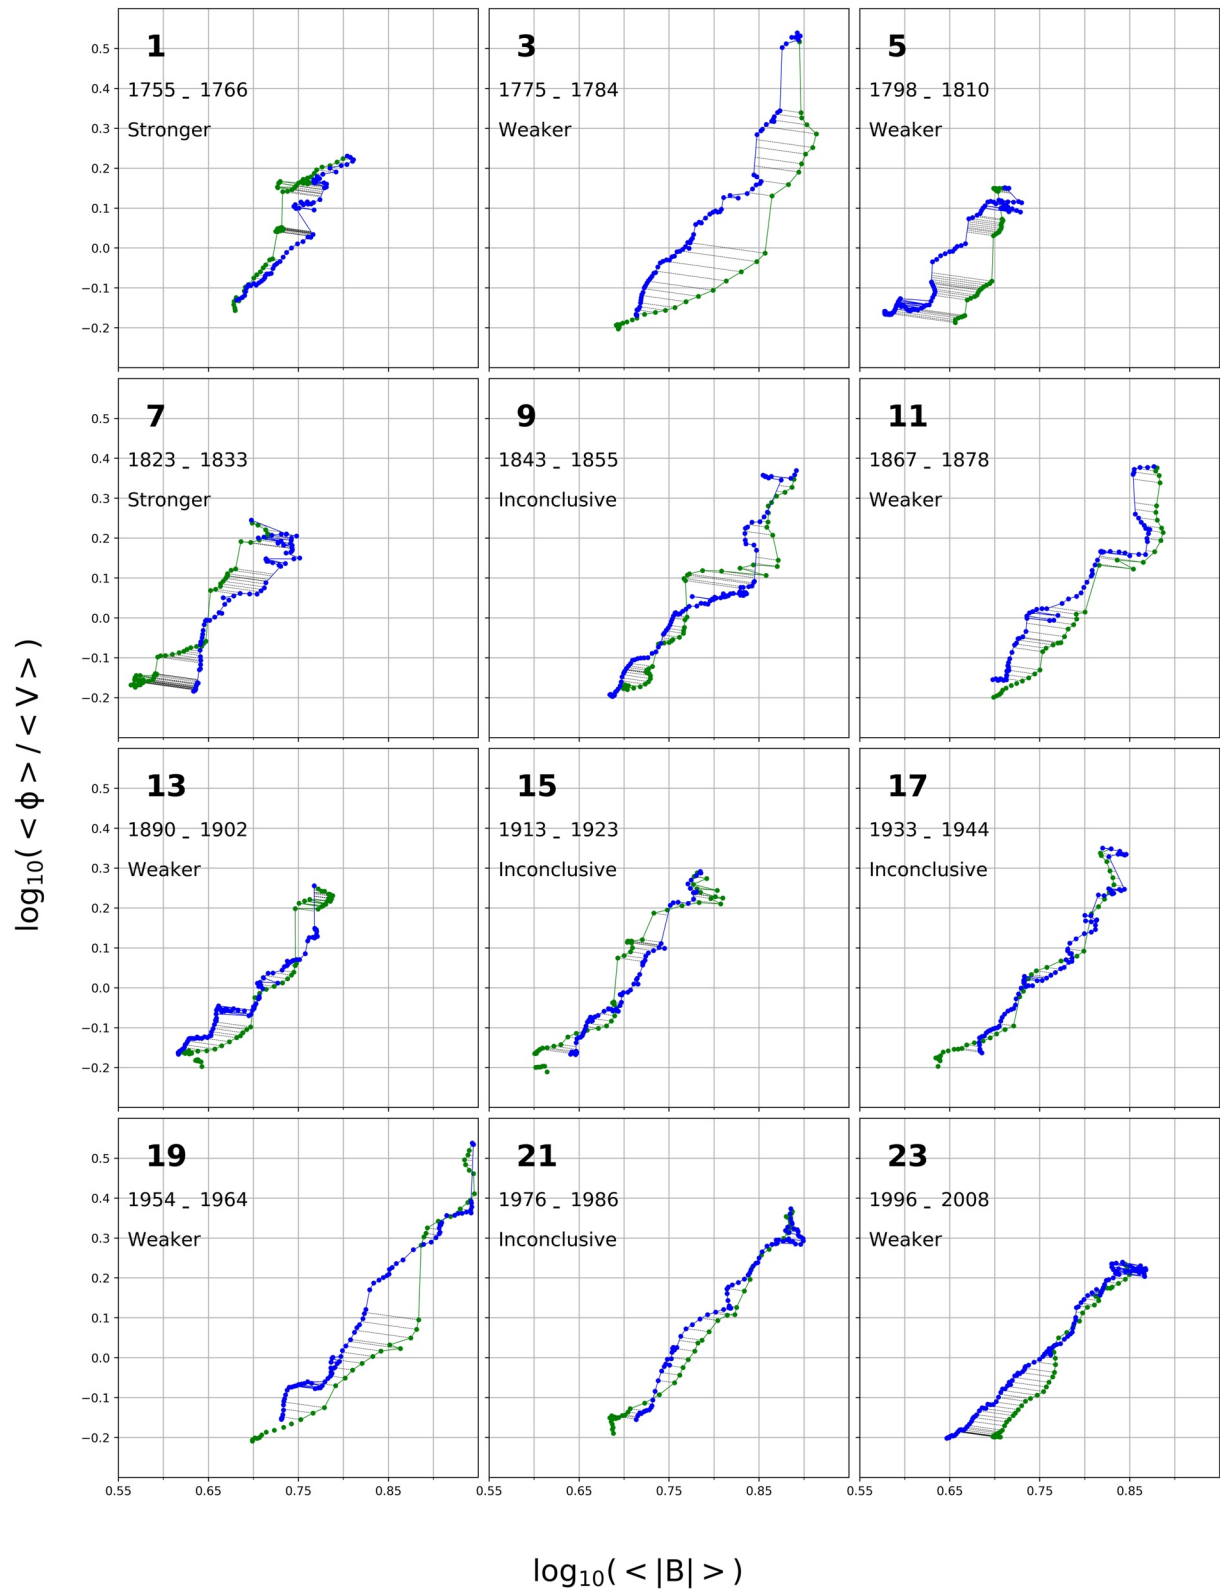 1
1755 - 1766
Stronger
3
1775 - 1784
Weaker
5
1798 - 1810
Weaker
0.5
0.4
0.3
0.2
0.1
0.0
−0.1
−0.2
7
1823 - 1833
Stronger
9
1843 - 1855
Inconclusive
11
1867 - 1878
Weaker
0.5
0.4
0.3
0.2
0.1
0.0
−0.1
−0.2
13
1890 - 1902
Weaker
15
1913 - 1923
Inconclusive
17
1933 - 1944
Inconclusive
0.5
0.4
0.3
0.2
0.1
0.0
−0.1
−0.2
19
1954 - 1964
Weaker
21
1976 - 1986
Inconclusive
23
1996 - 2008
Weaker
0.5
0.4
0.3
0.2
0.1
0.0
−0.1
−0.2
0.55 0.65 0.75 0.85 0.55 0.65 0.75 0.85 0.55 0.65 0.75 0.85
log₁₀( < ϕ > / < V > )
log₁₀( < |B| > )